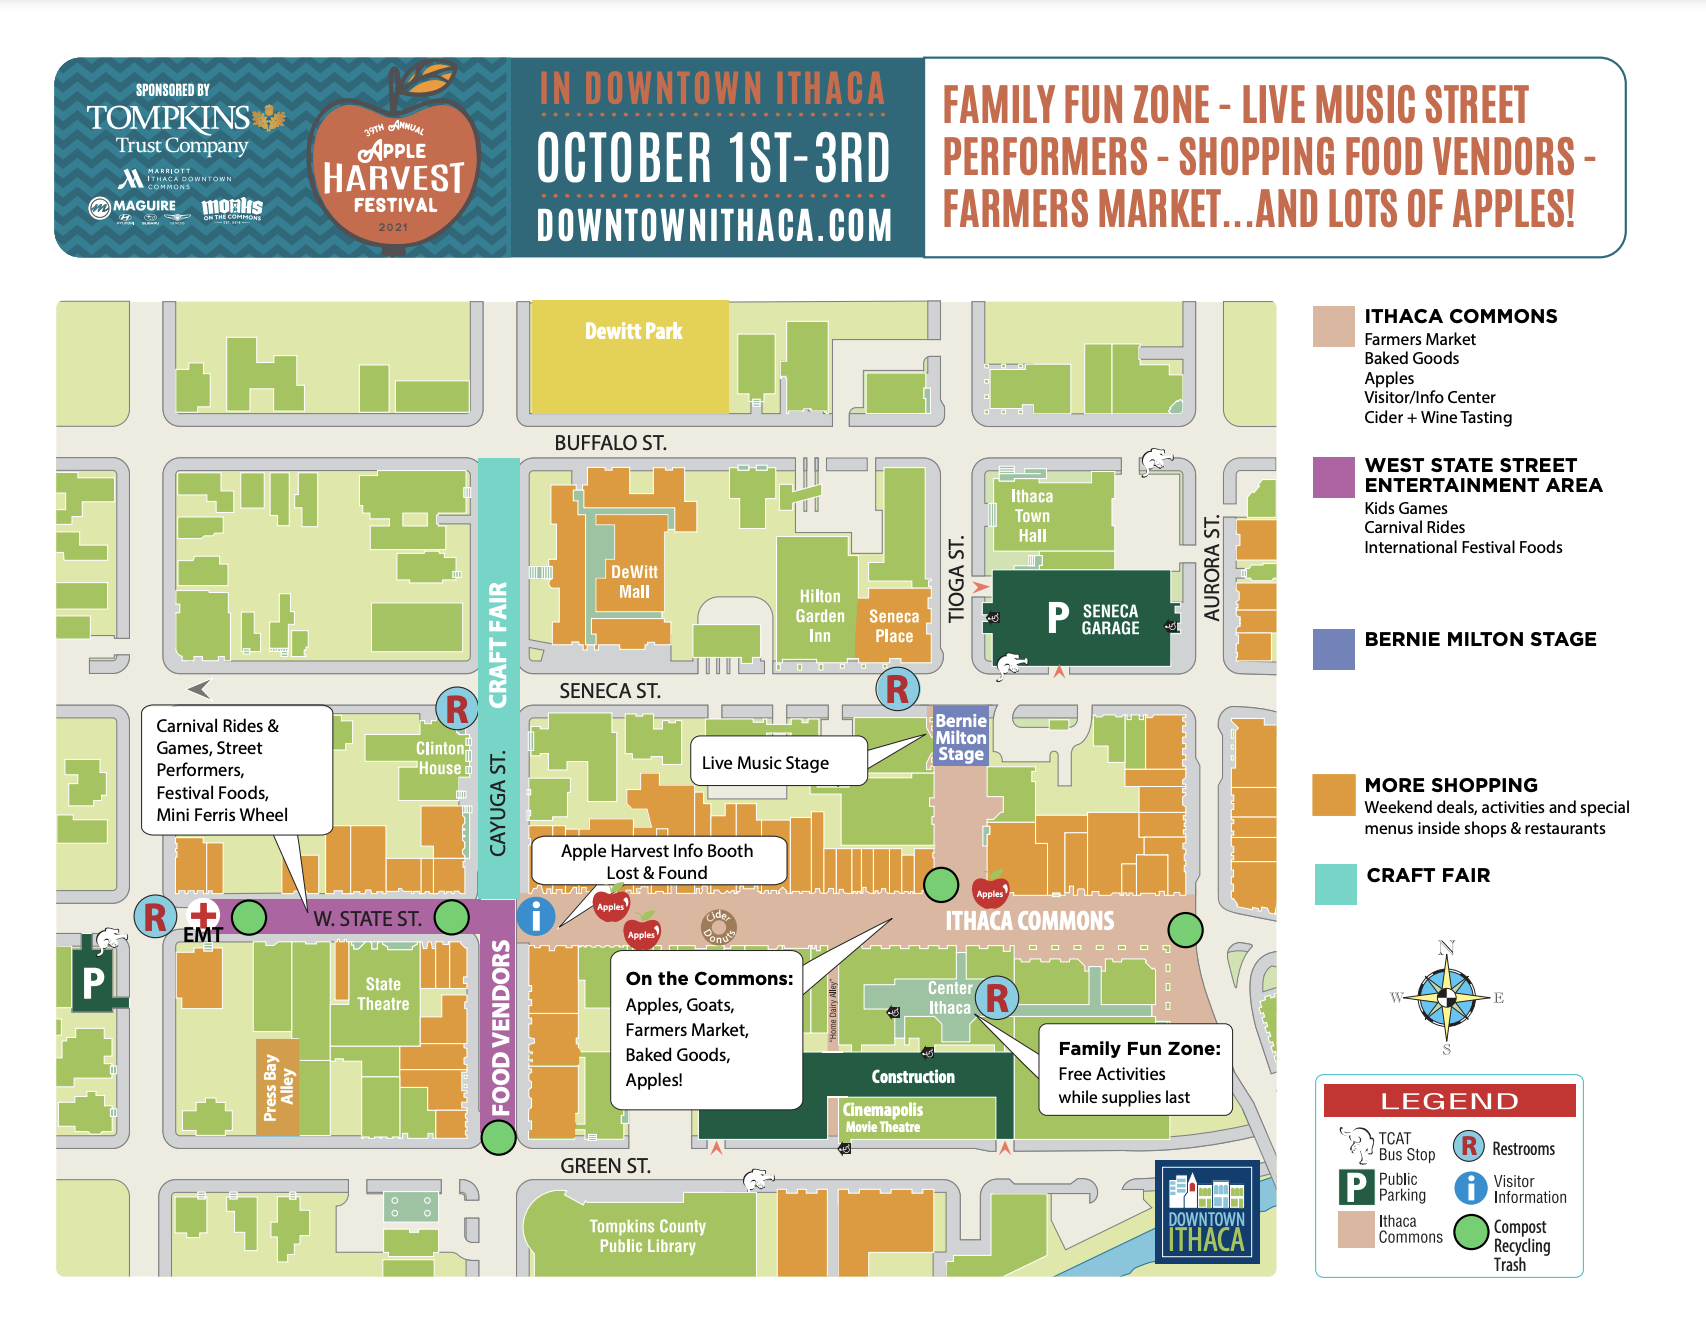 SPONSORED BY
TOMPKINS
Trust Company
MARRIOTT
ITHACA DOWNTOWN
COMMONS
MAGUIRE
monks
ON THE COMMONS
39TH ANNUAL
APPLE
HARVEST
FESTIVAL
2021
IN DOWNTOWN ITHACA
OCTOBER 1ST-3RD
DOWNTOWNITHACA.COM
FAMILY FUN ZONE - LIVE MUSIC STREET
PERFORMERS - SHOPPING FOOD VENDORS -
FARMERS MARKET...AND LOTS OF APPLES!
Dewitt Park
BUFFALO ST.
CRAFT FAIR
DeWitt
Mall
Hilton
Garden
Inn
Seneca
Place
TIOGA ST.
Ithaca
Town
Hall
P SENECA
GARAGE
AURORA ST.
SENECA ST.
R
R
Carnival Rides &
Games, Street
Performers,
Festival Foods,
Mini Ferris Wheel
Clinton
House
CAYUGA ST.
Live Music Stage
Bernie
Milton
Stage
Apple Harvest Info Booth
Lost & Found
R
EMT
W. STATE ST.
i
Apples
Apples
Cider
Donuts
Apples
ITHACA COMMONS
P
State
Theatre
FOOD VENDORS
Press Bay
Alley
On the Commons:
Apples, Goats,
Farmers Market,
Baked Goods,
Apples!
"Home Dairy Alley"
Center
Ithaca
R
Family Fun Zone:
Free Activities
while supplies last
Construction
Cinemapolis
Movie Theatre
GREEN ST.
Tompkins County
Public Library
DOWNTOWN
ITHACA
ITHACA COMMONS
Farmers Market
Baked Goods
Apples
Visitor/Info Center
Cider + Wine Tasting
WEST STATE STREET
ENTERTAINMENT AREA
Kids Games
Carnival Rides
International Festival Foods
BERNIE MILTON STAGE
MORE SHOPPING
Weekend deals, activities and special
menus inside shops & restaurants
CRAFT FAIR
N
W E
S
LEGEND
TCAT
Bus Stop
R Restrooms
P Public
Parking
i Visitor
Information
Ithaca
Commons
Compost
Recycling
Trash